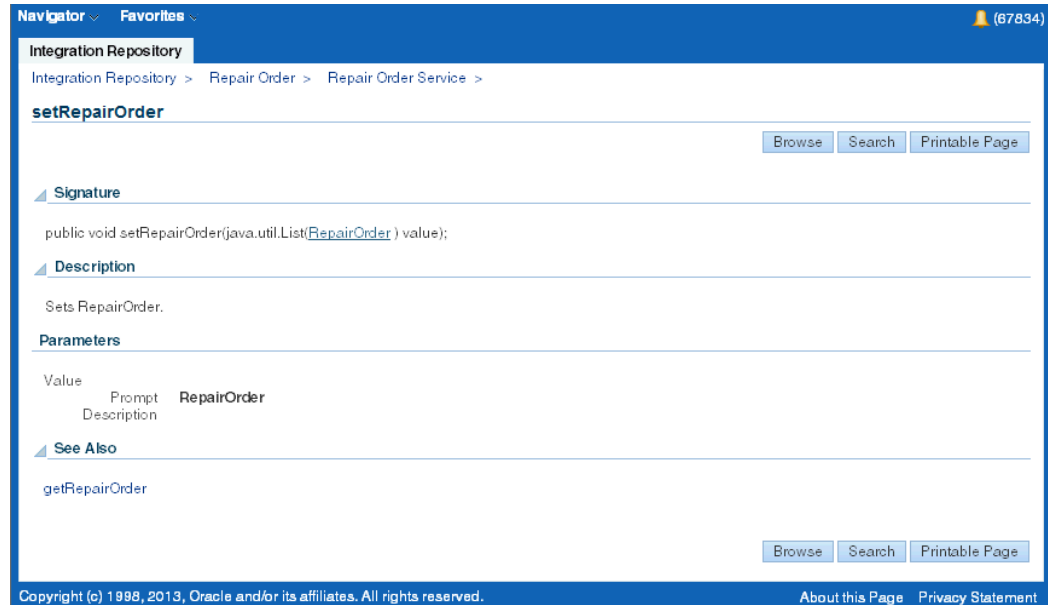 Navigator Favorites (67834)
Integration Repository
Integration Repository > Repair Order > Repair Order Service >
setRepairOrder
Browse Search Printable Page
Signature
public void setRepairOrder(java.util.List(RepairOrder ) value);
Description
Sets RepairOrder.
Parameters
Value
Prompt RepairOrder
Description
See Also
getRepairOrder
Browse Search Printable Page
Copyright (c) 1998, 2013, Oracle and/or its affiliates. All rights reserved. About this Page Privacy Statement